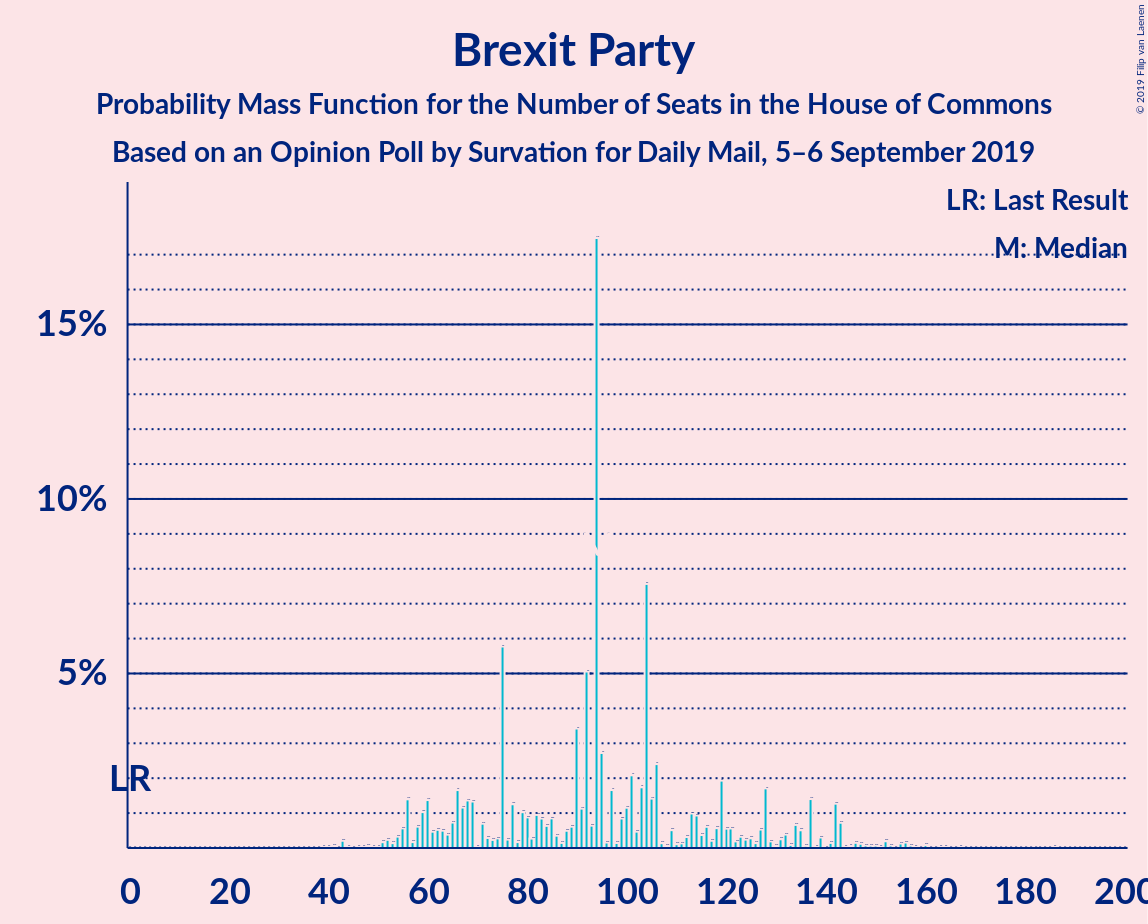 Brexit Party
Probability Mass Function for the Number of Seats in the House of Commons
Based on an Opinion Poll by Survation for Daily Mail, 5–6 September 2019
© 2019 Filip van Laenen
LR: Last Result
M: Median
15%
10%
5%
LR
0 20 40 60 80 100 120 140 160 180 200